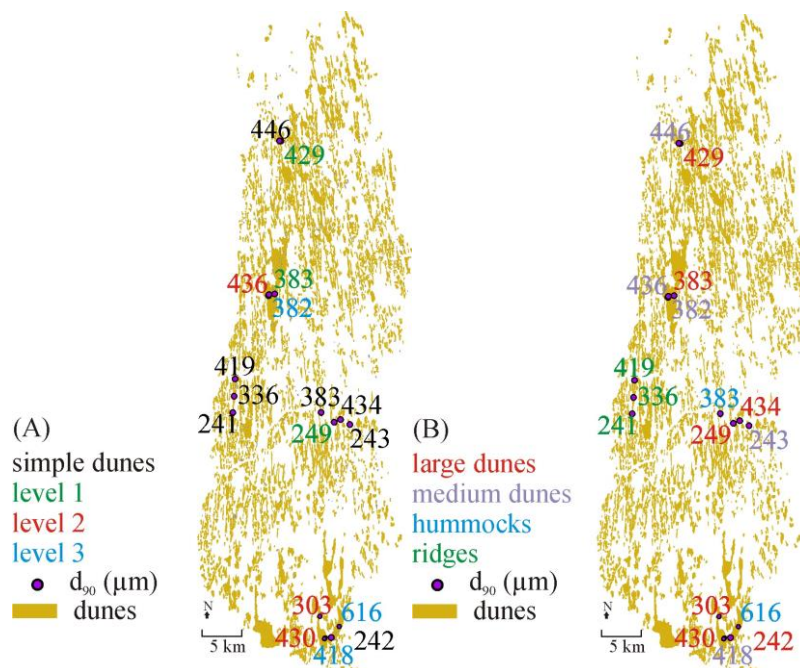 446
429
436 383
382
419
336
241
383 434
249 243
(A)
simple dunes
level 1
level 2
level 3
d₉₀ (µm)
dunes
N
5 km
303 616
430 242
418
446
429
436 383
382
419
336
241
383 434
249 243
(B)
large dunes
medium dunes
hummocks
ridges
d₉₀ (µm)
dunes
N
5 km
303 616
430 242
418